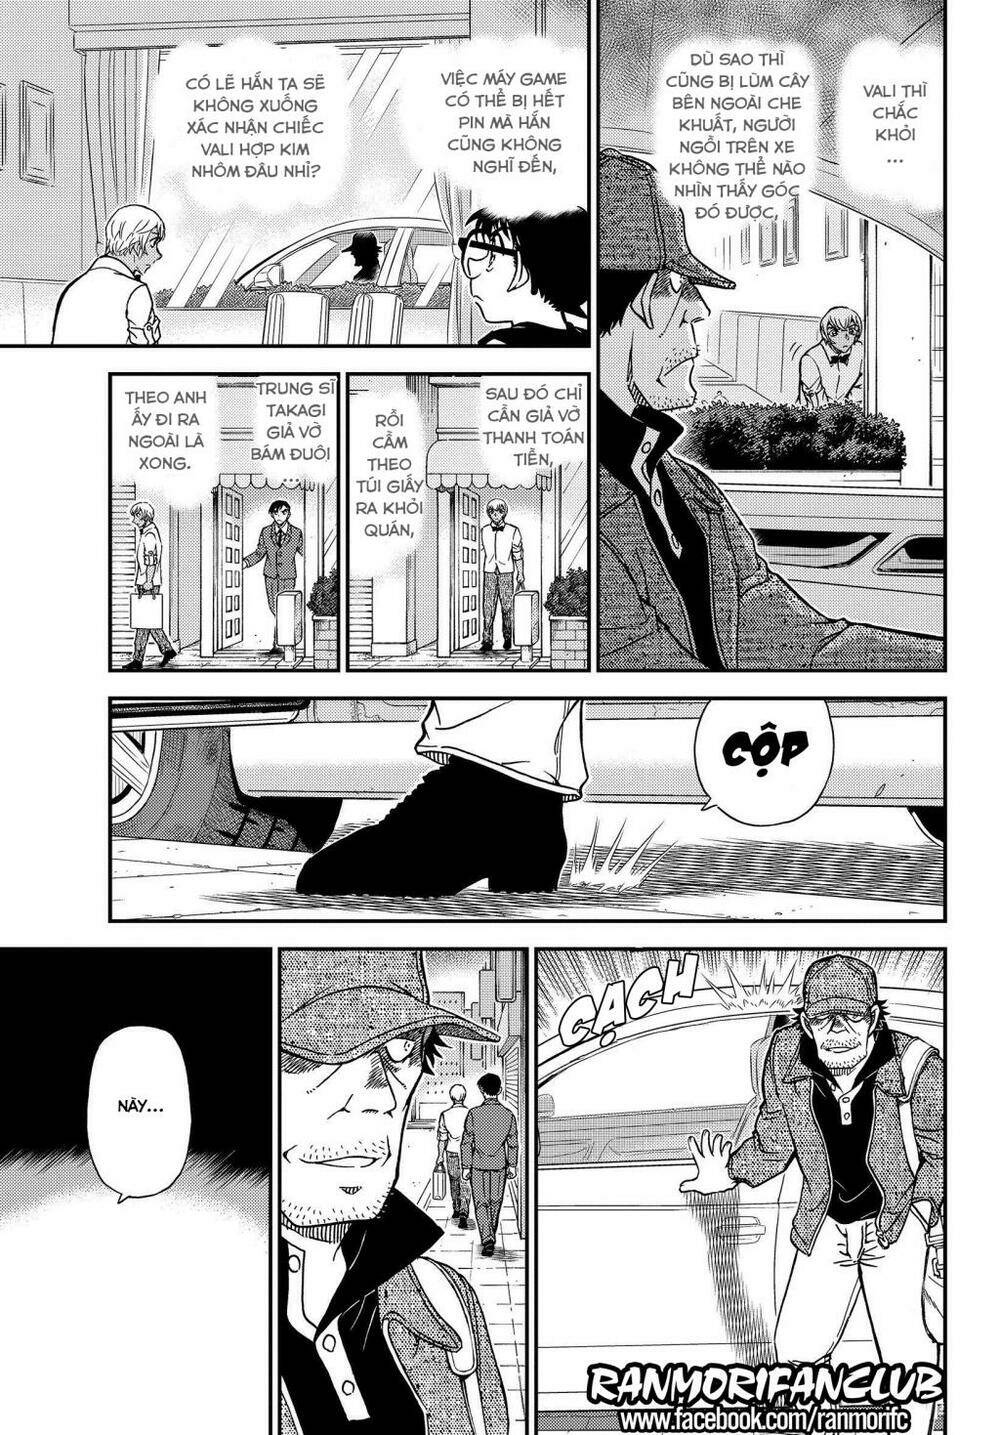 VALI THÌ
CHẮC
KHỎI
...
DÙ SAO THÌ
CŨNG BỊ LÙM CÂY
BÊN NGOÀI CHE
KHUẤT, NGƯỜI
NGỒI TRÊN XE
KHÔNG THỂ NÀO
NHÌN THẤY GÓC
ĐÓ ĐƯỢC,
VIỆC MÁY GAME
CÓ THỂ BỊ HẾT
PIN MÀ HẮN
CŨNG KHÔNG
NGHĨ ĐẾN,
CÓ LẼ HẮN TA SẼ
KHÔNG XUỐNG
XÁC NHẬN CHIẾC
VALI HỢP KIM
NHÔM ĐÂU NHỈ?
SAU ĐÓ CHỈ
CẦN GIẢ VỜ
THANH TOÁN
TIỀN,
RỒI
CẦM
THEO
TÚI GIẤY
RA KHỎI
QUÁN,
TRUNG SĨ
TAKAGI
GIẢ VỜ
BÁM ĐUÔI
...
THEO ANH
ẤY ĐI RA
NGOÀI LÀ
XONG.
CỘP
CẠCH
NÀY...
RANMORIFANCLUB
www.facebook.com/ranmorifc